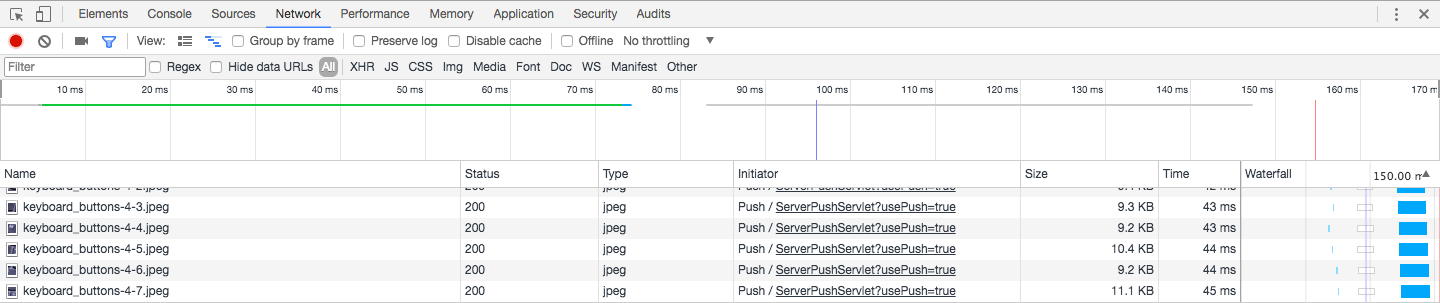 Elements Console Sources Network Performance Memory Application Security Audits
View: Group by frame Preserve log Disable cache Offline No throttling
Filter Regex Hide data URLs All XHR JS CSS Img Media Font Doc WS Manifest Other
10 ms 20 ms 30 ms 40 ms 50 ms 60 ms 70 ms 80 ms 90 ms 100 ms 110 ms 120 ms 130 ms 140 ms 150 ms 160 ms 170 m
Name Status Type Initiator Size Time Waterfall 150.00 m
keyboard_buttons-4-3.jpeg 200 jpeg Push / ServerPushServlet?usePush=true 9.3 KB 43 ms
keyboard_buttons-4-4.jpeg 200 jpeg Push / ServerPushServlet?usePush=true 9.2 KB 43 ms
keyboard_buttons-4-5.jpeg 200 jpeg Push / ServerPushServlet?usePush=true 10.4 KB 44 ms
keyboard_buttons-4-6.jpeg 200 jpeg Push / ServerPushServlet?usePush=true 9.2 KB 44 ms
keyboard_buttons-4-7.jpeg 200 jpeg Push / ServerPushServlet?usePush=true 11.1 KB 45 ms